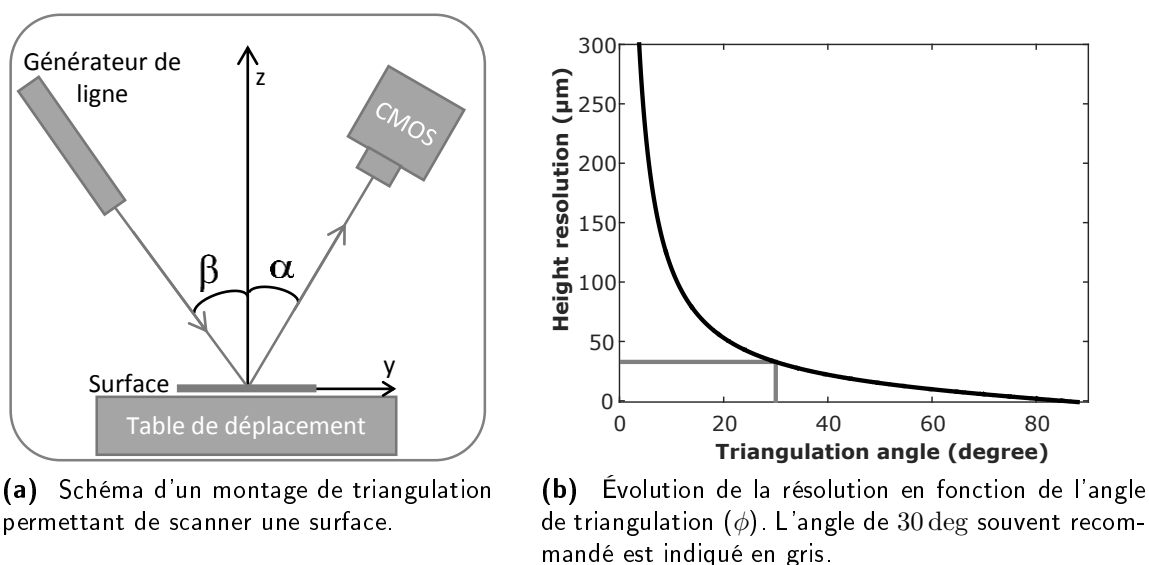 Générateur de
ligne
z
CMOS
β
α
y
Surface
Table de déplacement
(a) Schéma d'un montage de triangulation
permettant de scanner une surface.
300
250
200
150
100
50
0
Height resolution (µm)
0 20 40 60 80
Triangulation angle (degree)
(b) Évolution de la résolution en fonction de l'angle
de triangulation (ϕ). L'angle de 30 deg souvent recom-
mandé est indiqué en gris.